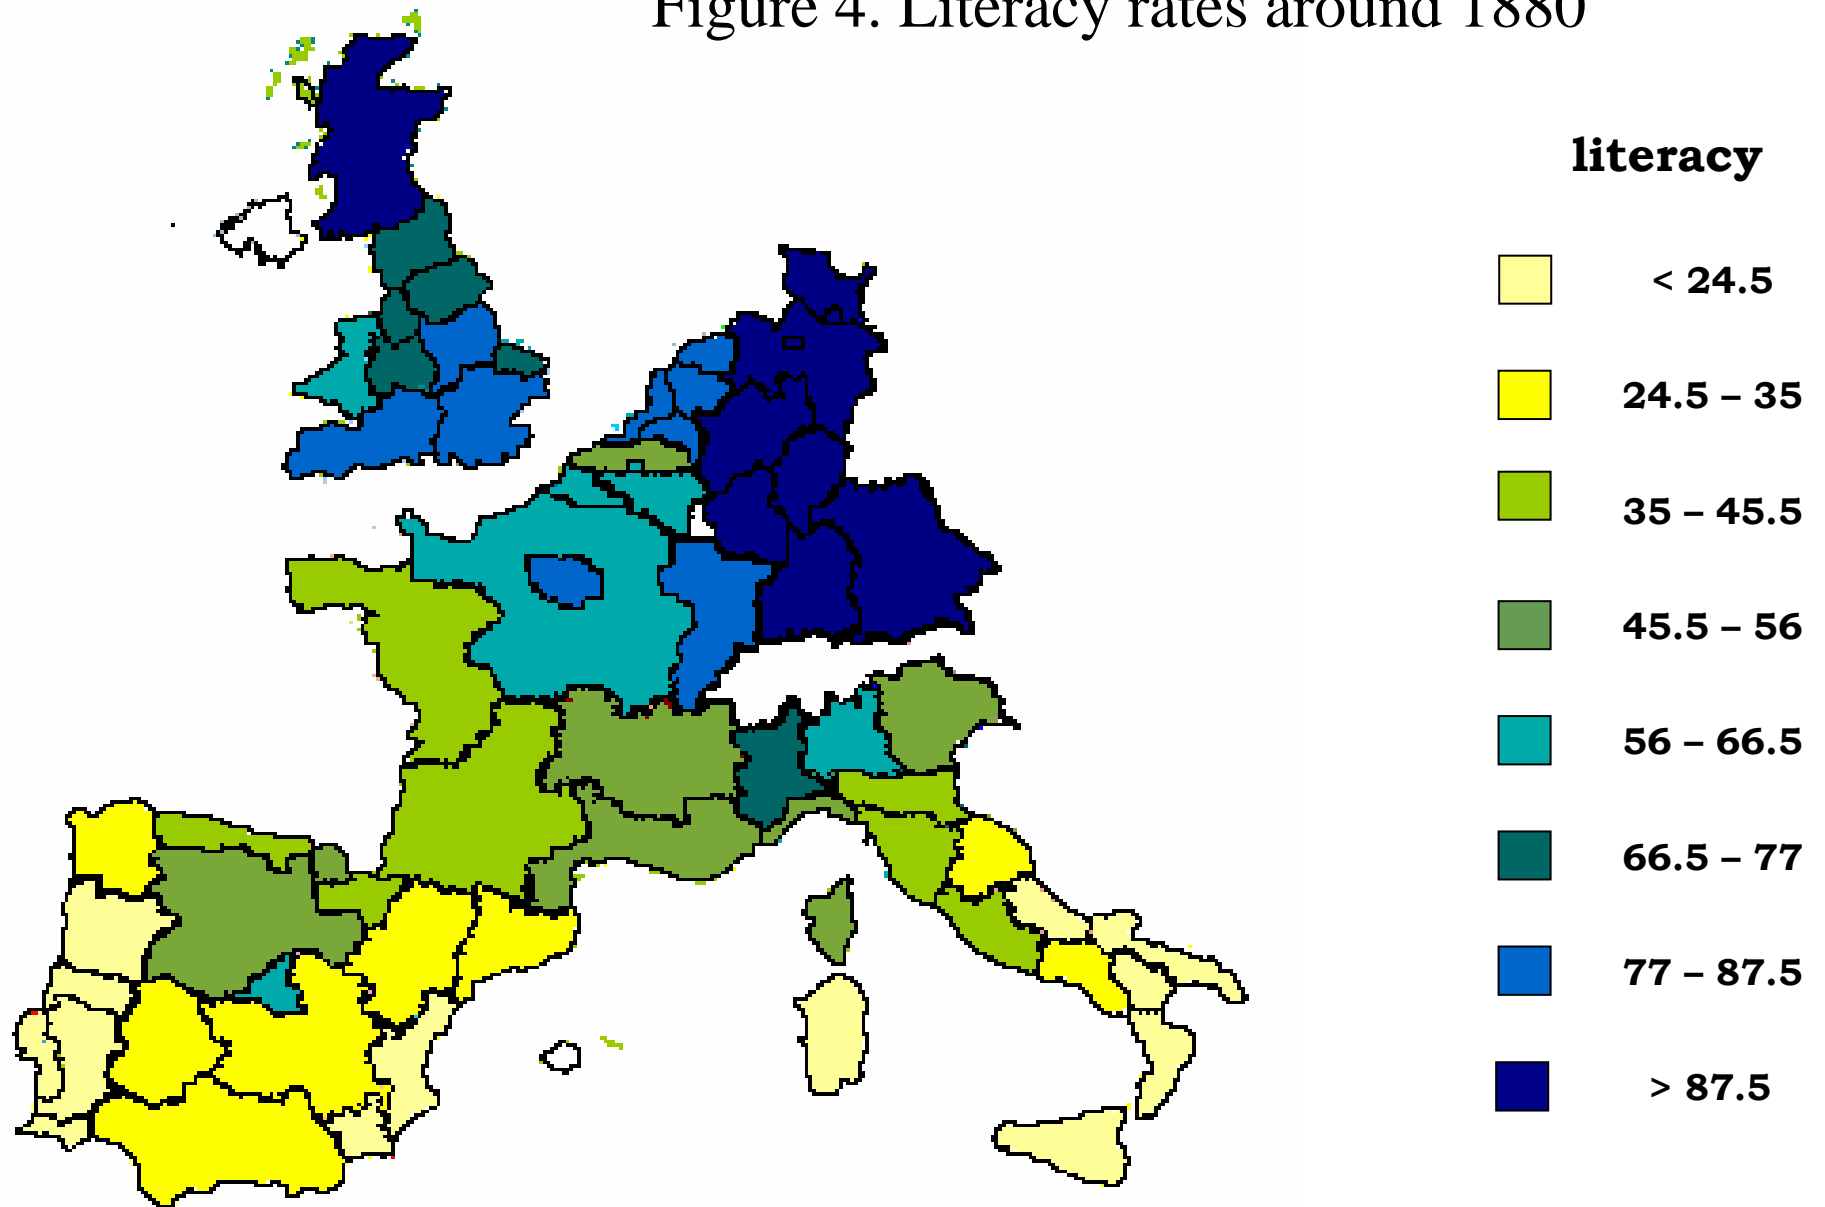 Figure 4. Literacy rates around 1880
literacy
< 24.5
24.5 – 35
35 – 45.5
45.5 – 56
56 – 66.5
66.5 – 77
77 – 87.5
> 87.5